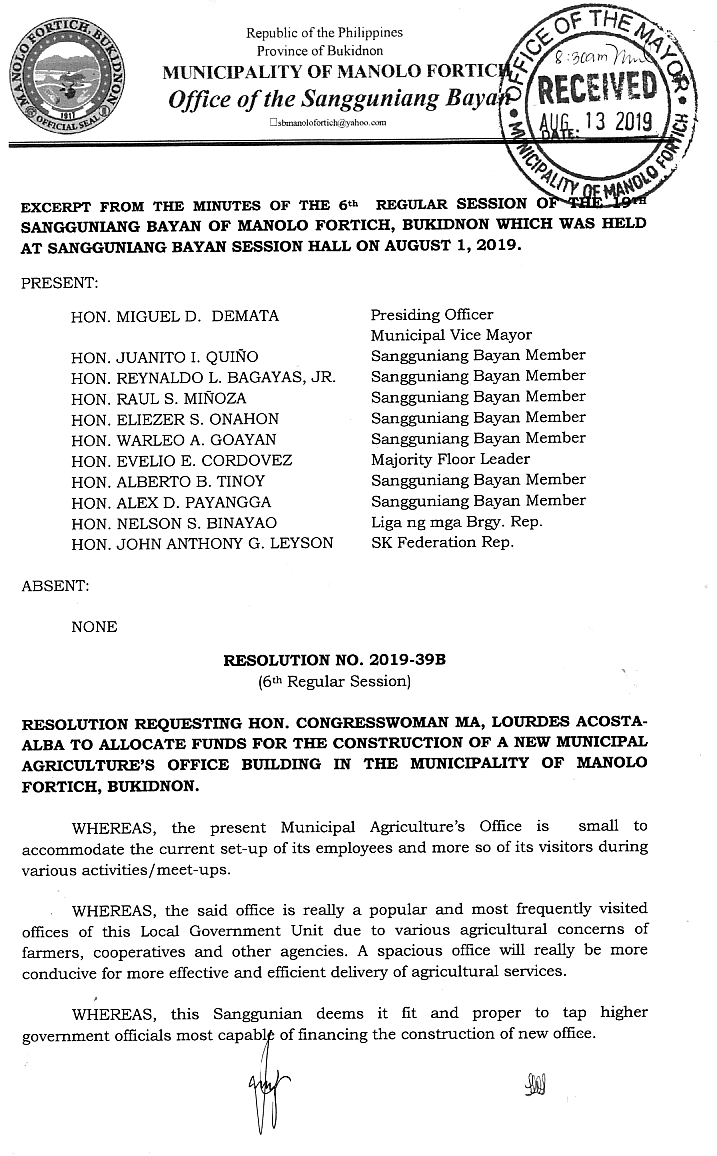 Republic of the Philippines
Province of Bukidnon
MUNICIPALITY OF MANOLO FORTICH
Office of the Sangguniang Bayan
□sbmanolofortich@yahoo.com
MANOLO FORTICH, BUKIDNON
1917
OFFICIAL SEAL
OFFICE OF THE MAYOR
8:30am
RECEIVED
AUG 13 2019
DATE:
MUNICIPALITY OF MANOLO FORTICH
EXCERPT FROM THE MINUTES OF THE 6th REGULAR SESSION OF THE 19TH
SANGGUNIANG BAYAN OF MANOLO FORTICH, BUKIDNON WHICH WAS HELD
AT SANGGUNIANG BAYAN SESSION HALL ON AUGUST 1, 2019.
PRESENT:
HON. MIGUEL D. DEMATA Presiding Officer
Municipal Vice Mayor
HON. JUANITO I. QUIÑO Sangguniang Bayan Member
HON. REYNALDO L. BAGAYAS, JR. Sangguniang Bayan Member
HON. RAUL S. MIÑOZA Sangguniang Bayan Member
HON. ELIEZER S. ONAHON Sangguniang Bayan Member
HON. WARLEO A. GOAYAN Sangguniang Bayan Member
HON. EVELIO E. CORDOVEZ Majority Floor Leader
HON. ALBERTO B. TINOY Sangguniang Bayan Member
HON. ALEX D. PAYANGGA Sangguniang Bayan Member
HON. NELSON S. BINAYAO Liga ng mga Brgy. Rep.
HON. JOHN ANTHONY G. LEYSON SK Federation Rep.
ABSENT:
NONE
RESOLUTION NO. 2019-39B
(6th Regular Session)
RESOLUTION REQUESTING HON. CONGRESSWOMAN MA, LOURDES ACOSTA-
ALBA TO ALLOCATE FUNDS FOR THE CONSTRUCTION OF A NEW MUNICIPAL
AGRICULTURE'S OFFICE BUILDING IN THE MUNICIPALITY OF MANOLO
FORTICH, BUKIDNON.
WHEREAS, the present Municipal Agriculture's Office is small to
accommodate the current set-up of its employees and more so of its visitors during
various activities/meet-ups.
WHEREAS, the said office is really a popular and most frequently visited
offices of this Local Government Unit due to various agricultural concerns of
farmers, cooperatives and other agencies. A spacious office will really be more
conducive for more effective and efficient delivery of agricultural services.
WHEREAS, this Sanggunian deems it fit and proper to tap higher
government officials most capable of financing the construction of new office.